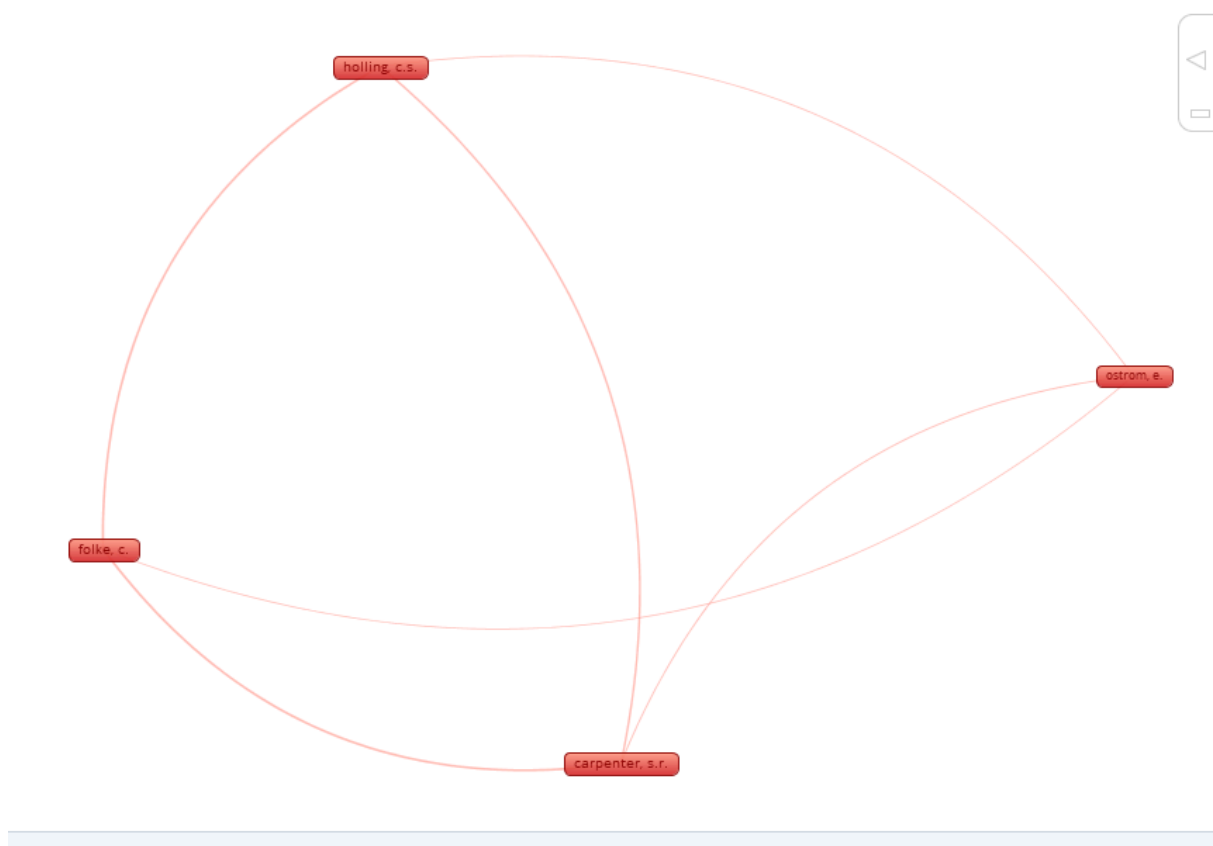 holling, c.s.
ostrom, e.
folke, c.
carpenter, s.r.